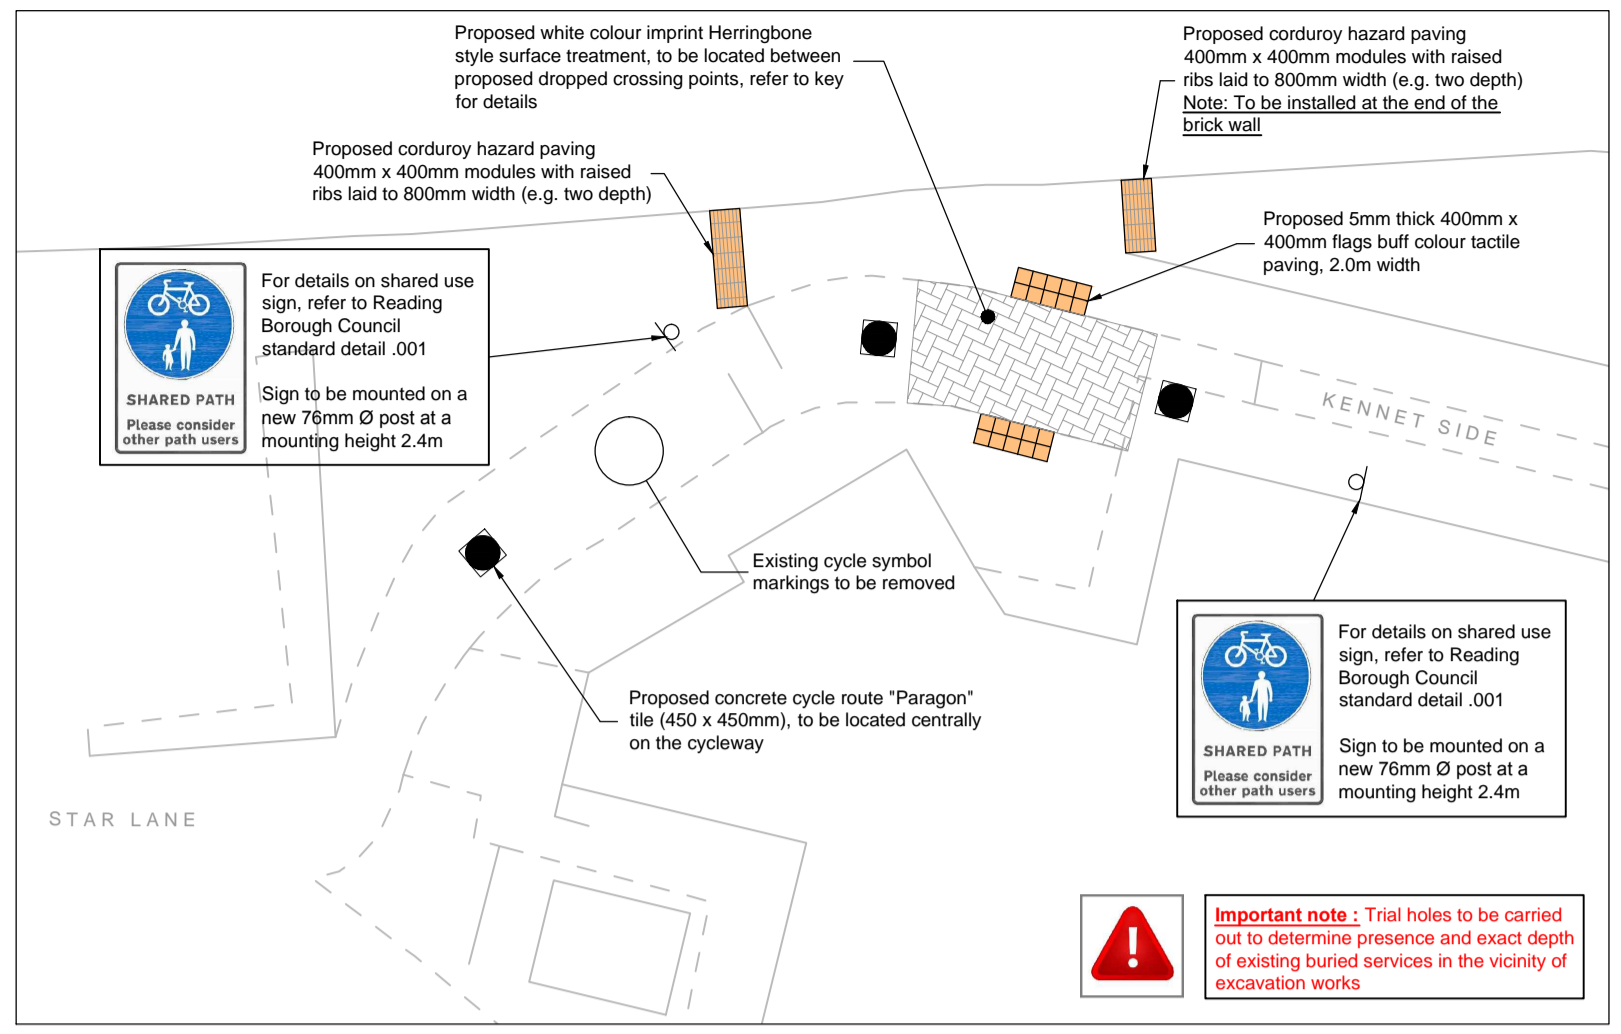 Proposed white colour imprint Herringbone
style surface treatment, to be located between
proposed dropped crossing points, refer to key
for details
Proposed corduroy hazard paving
400mm x 400mm modules with raised
ribs laid to 800mm width (e.g. two depth)
Note: To be installed at the end of the
brick wall
Proposed corduroy hazard paving
400mm x 400mm modules with raised
ribs laid to 800mm width (e.g. two depth)
Proposed 5mm thick 400mm x
400mm flags buff colour tactile
paving, 2.0m width
SHARED PATH
Please consider
other path users
For details on shared use
sign, refer to Reading
Borough Council
standard detail .001
Sign to be mounted on a
new 76mm Ø post at a
mounting height 2.4m
KENNET SIDE
Existing cycle symbol
markings to be removed
Proposed concrete cycle route "Paragon"
tile (450 x 450mm), to be located centrally
on the cycleway
SHARED PATH
Please consider
other path users
For details on shared use
sign, refer to Reading
Borough Council
standard detail .001
Sign to be mounted on a
new 76mm Ø post at a
mounting height 2.4m
STAR LANE
Important note : Trial holes to be carried
out to determine presence and exact depth
of existing buried services in the vicinity of
excavation works